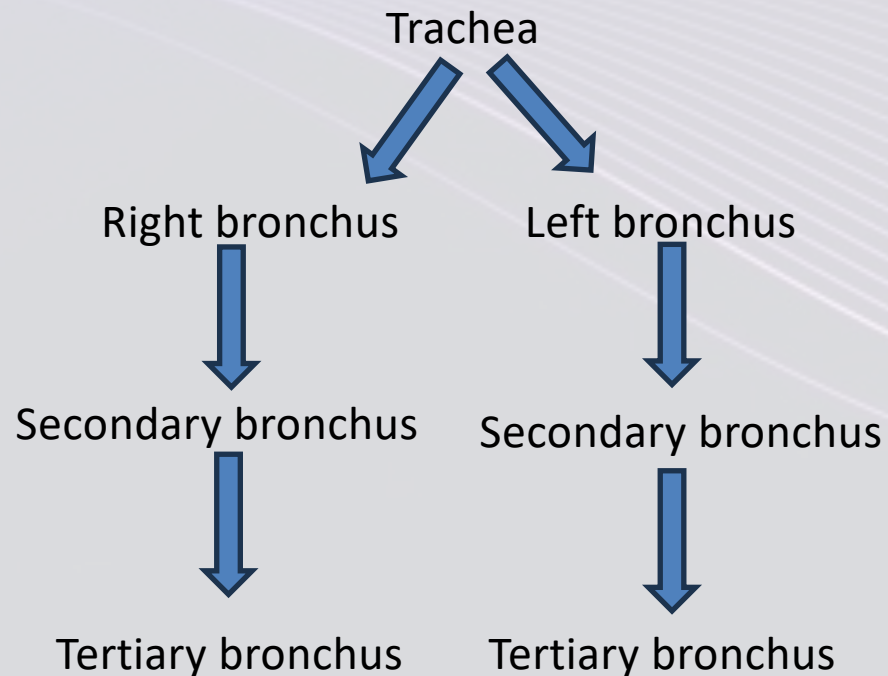 Trachea
Right bronchus
Left bronchus
Secondary bronchus
Secondary bronchus
Tertiary bronchus
Tertiary bronchus